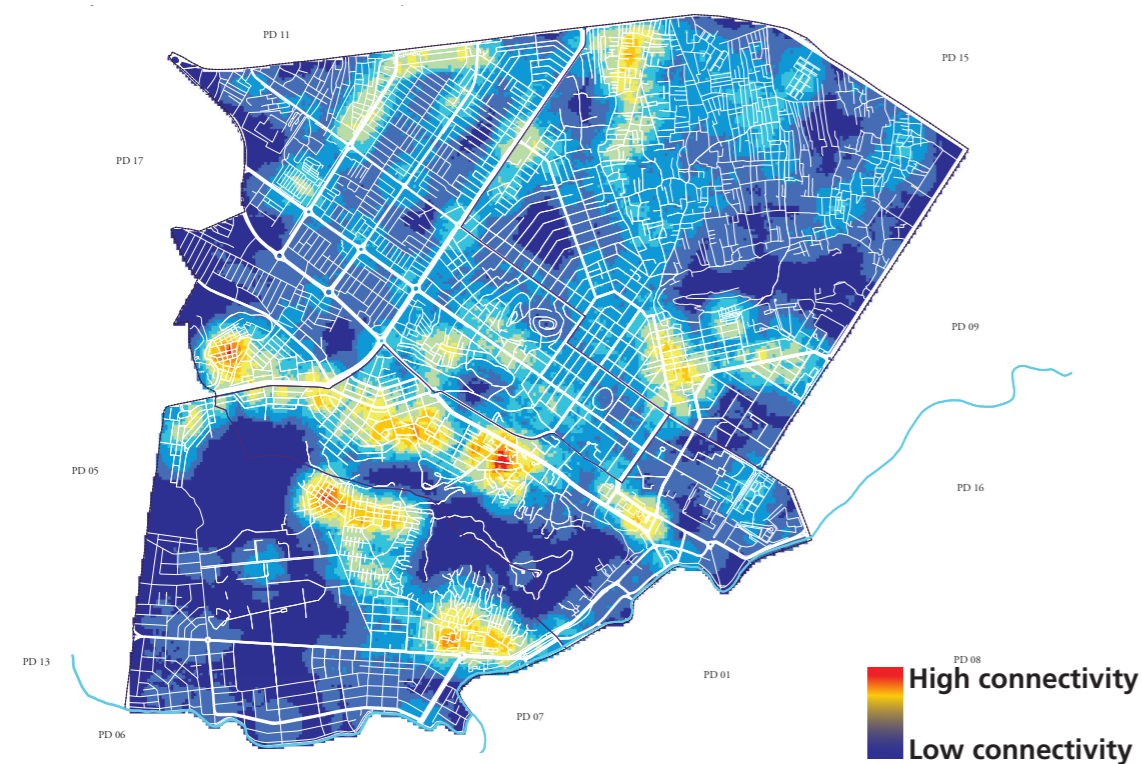 PD 11
PD 15
PD 17
PD 09
PD 05
PD 16
PD 13
PD 08
PD 01
High connectivity
PD 07
PD 06
Low connectivity